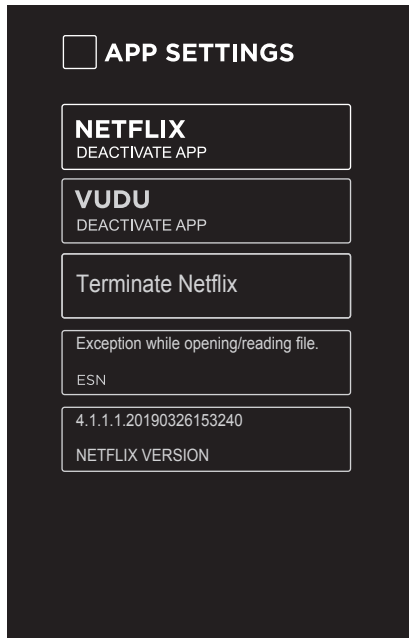 APP SETTINGS
NETFLIX
DEACTIVATE APP
VUDU
DEACTIVATE APP
Terminate Netflix
Exception while opening/reading file.
ESN
4.1.1.1.20190326153240
NETFLIX VERSION